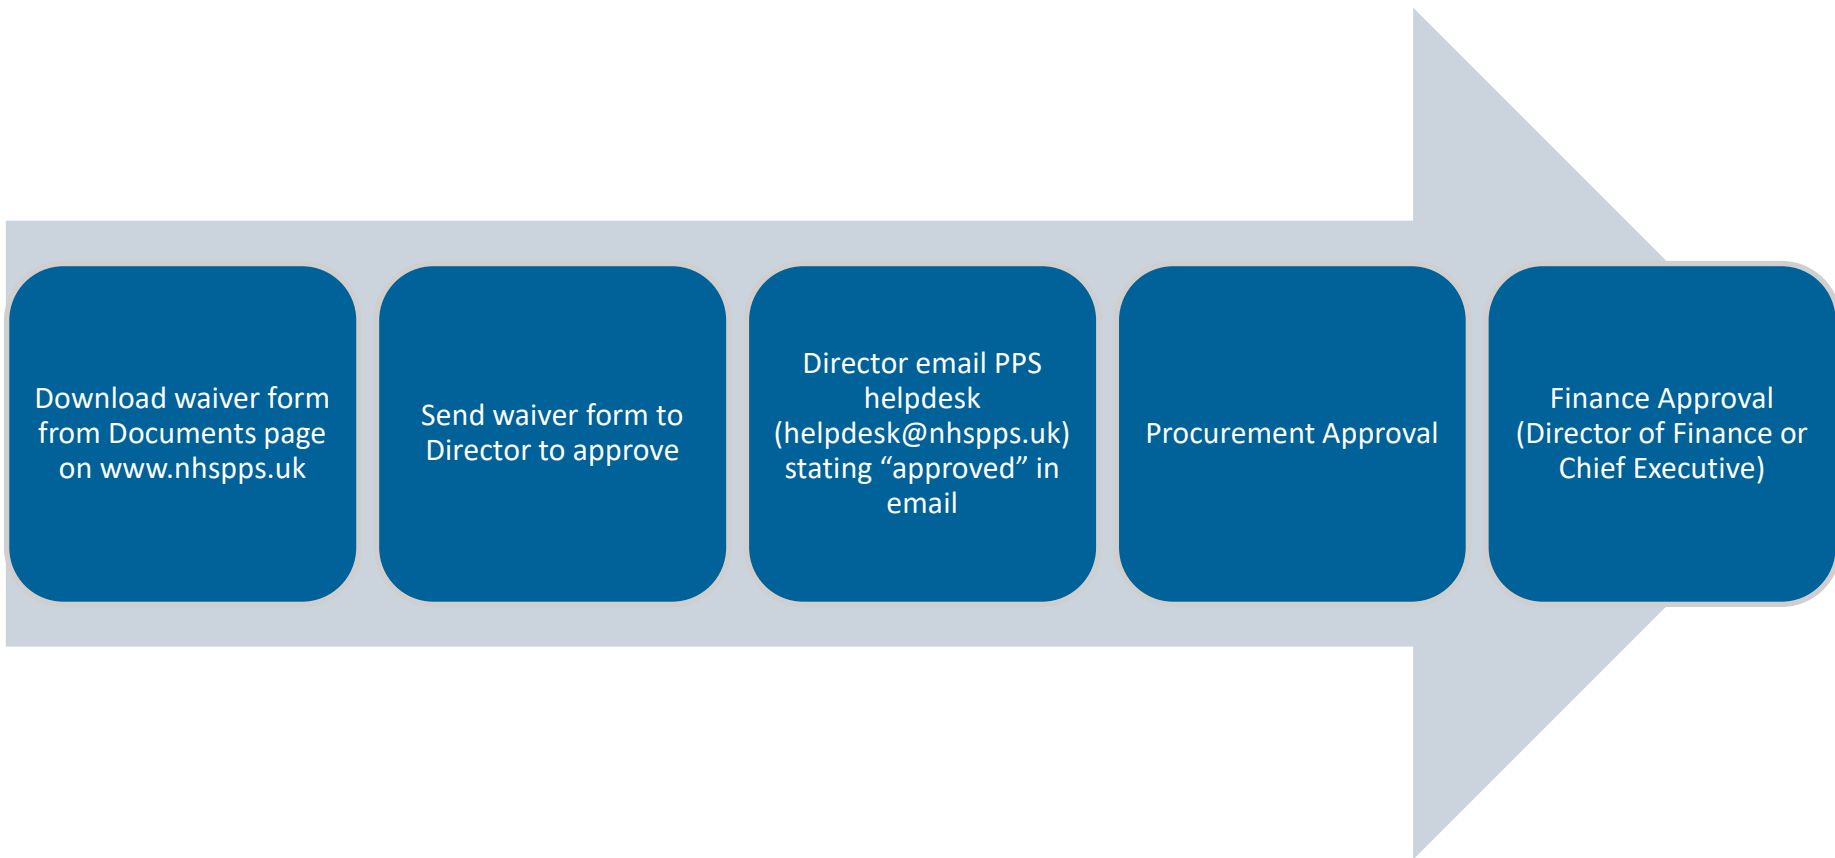 Download waiver form
from Documents page
on www.nhspps.uk
Send waiver form to
Director to approve
Director email PPS
helpdesk
(helpdesk@nhspps.uk)
stating “approved” in
email
Procurement Approval
Finance Approval
(Director of Finance or
Chief Executive)